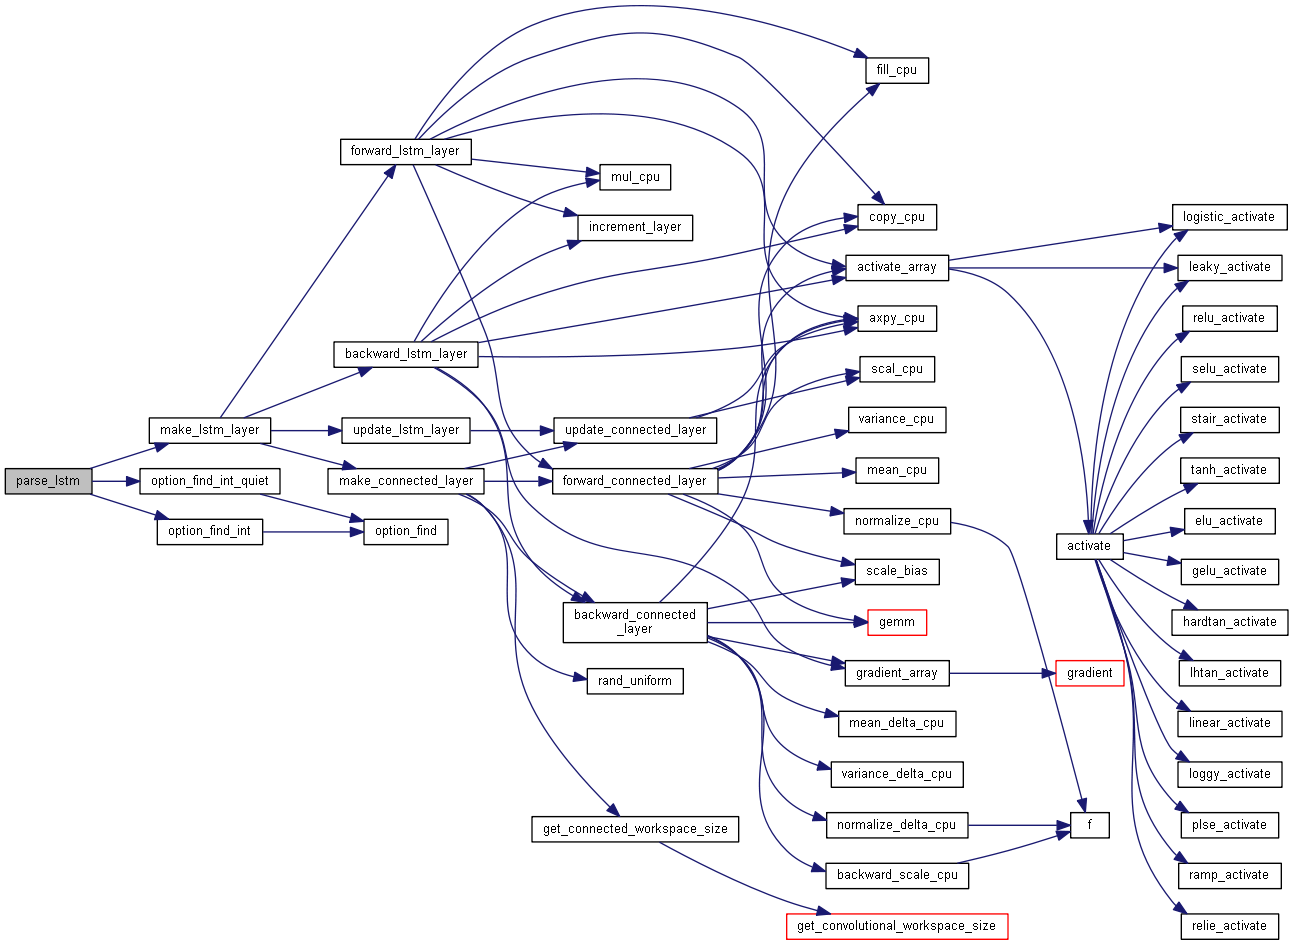 parse_lstm
make_lstm_layer
option_find_int_quiet
option_find_int
forward_lstm_layer
backward_lstm_layer
update_lstm_layer
make_connected_layer
option_find
mul_cpu
increment_layer
update_connected_layer
forward_connected_layer
backward_connected
_layer
rand_uniform
get_connected_workspace_size
fill_cpu
copy_cpu
activate_array
axpy_cpu
scal_cpu
variance_cpu
mean_cpu
normalize_cpu
scale_bias
gemm
gradient_array
mean_delta_cpu
variance_delta_cpu
normalize_delta_cpu
backward_scale_cpu
get_convolutional_workspace_size
activate
gradient
f
logistic_activate
leaky_activate
relu_activate
selu_activate
stair_activate
tanh_activate
elu_activate
gelu_activate
hardtan_activate
lhtan_activate
linear_activate
loggy_activate
plse_activate
ramp_activate
relie_activate